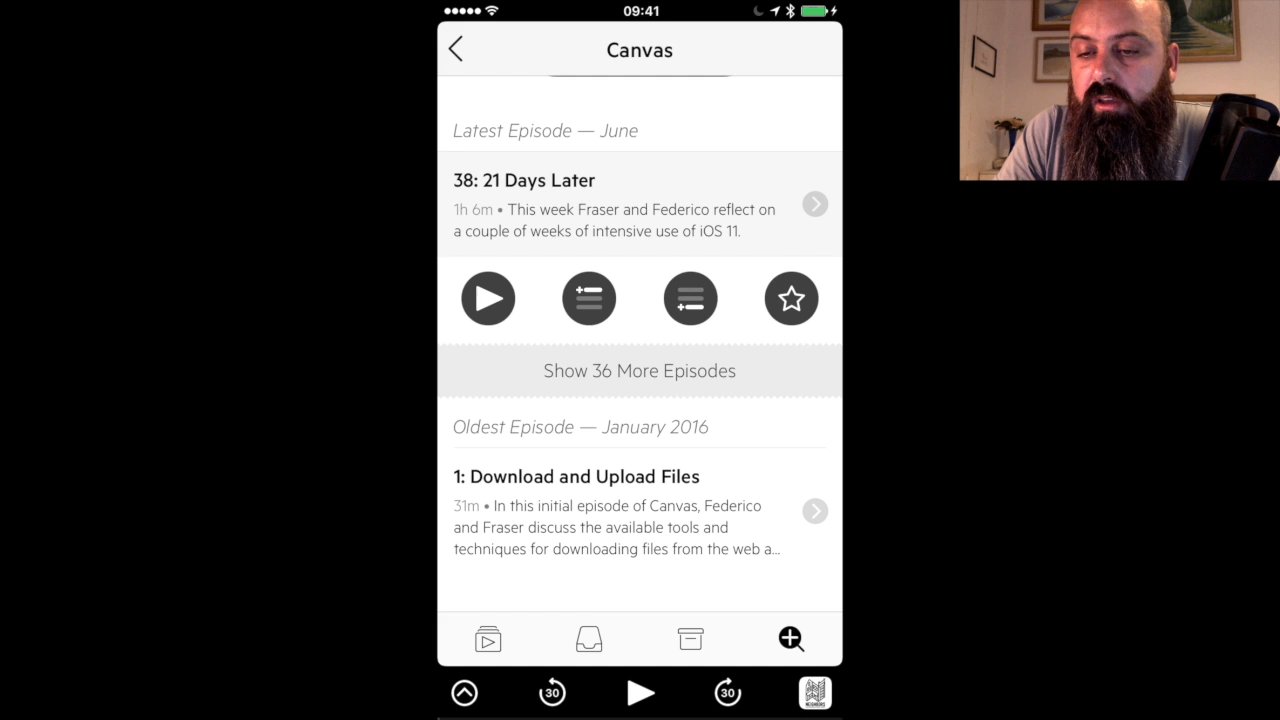 09:41
Canvas
Latest Episode — June
38: 21 Days Later
1h 6m • This week Fraser and Federico reflect on
a couple of weeks of intensive use of iOS 11.
Show 36 More Episodes
Oldest Episode — January 2016
1: Download and Upload Files
31m • In this initial episode of Canvas, Federico
and Fraser discuss the available tools and
techniques for downloading files from the web a...
30
30
NEIGHBORS